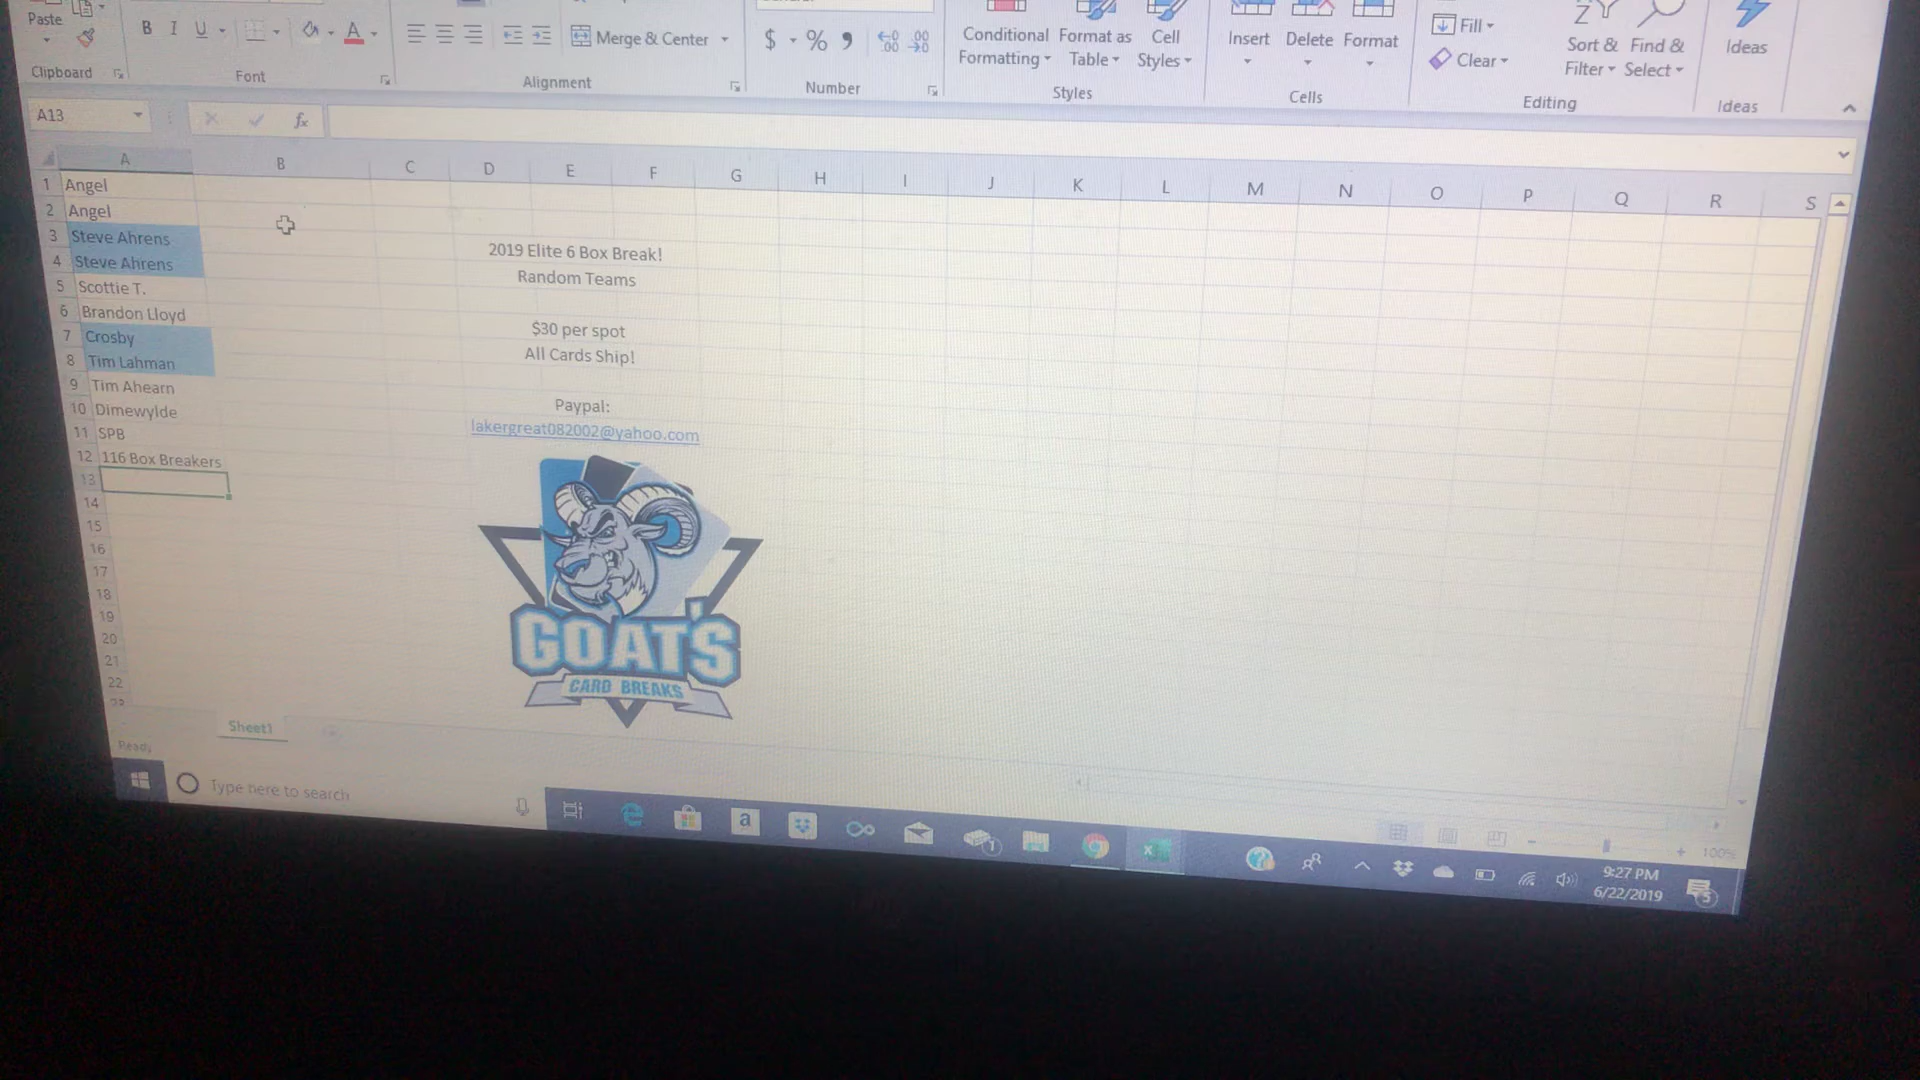 Paste
B I U A
Merge & Center
$ % ,
Conditional Formatting
Format as Table
Cell Styles
Insert
Delete
Format
Fill
Clear
Sort & Filter
Find & Select
Ideas
Clipboard
Font
Alignment
Number
Styles
Cells
Editing
Ideas
A13
fx
A B C D E F G H I J K L M N O P Q R S
1 Angel
2 Angel
3 Steve Ahrens
4 Steve Ahrens
5 Scottie T.
6 Brandon Lloyd
7 Crosby
8 Tim Lahman
9 Tim Ahearn
10 Dimewylde
11 SPB
12 116 Box Breakers
13
14
15
16
17
18
19
20
21
22
2019 Elite 6 Box Break!
Random Teams
$30 per spot
All Cards Ship!
Paypal:
lakergreat082002@yahoo.com
GOAT'S
CARD BREAKS
Sheet1
Ready
100%
Type here to search
a
9:27 PM
6/22/2019
5